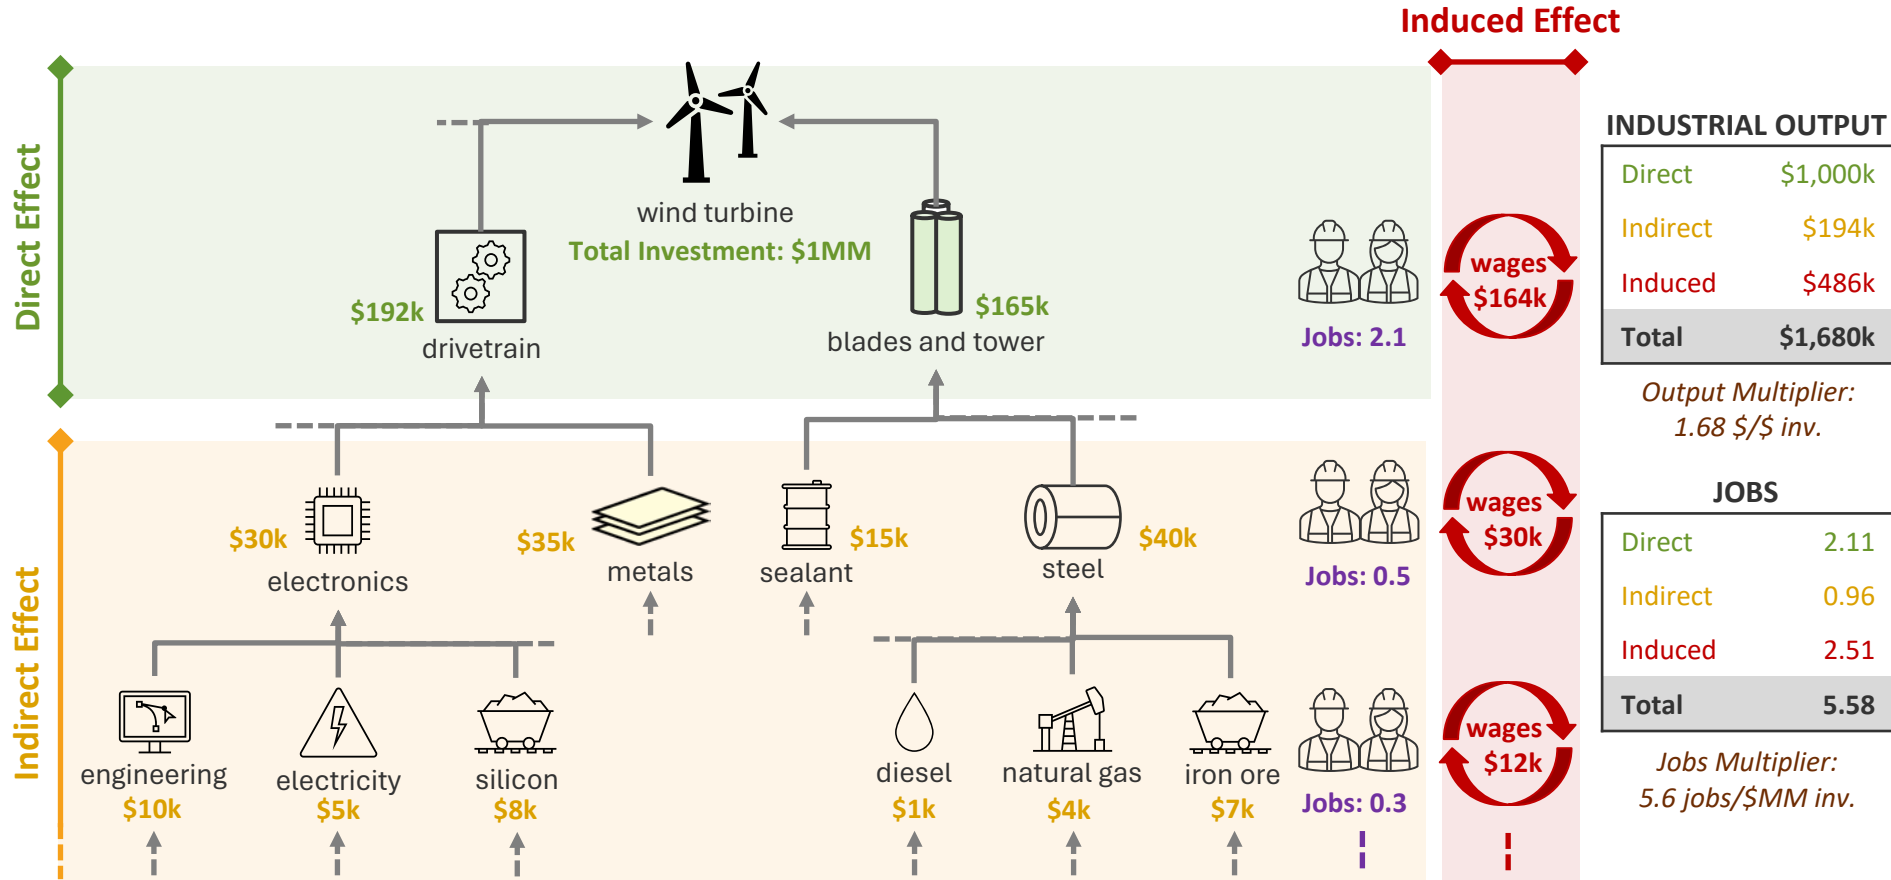 Induced Effect
Direct Effect
wind turbine
Total Investment: $1MM
$192k
drivetrain
$165k
blades and tower
Jobs: 2.1
wages
$164k
INDUSTRIAL OUTPUT
Direct $1,000k
Indirect $194k
Induced $486k
Total $1,680k
Output Multiplier:
1.68 $/$ inv.
Indirect Effect
$30k
electronics
$35k
metals
$15k
sealant
$40k
steel
Jobs: 0.5
wages
$30k
engineering
$10k
electricity
$5k
silicon
$8k
diesel
$1k
natural gas
$4k
iron ore
$7k
Jobs: 0.3
wages
$12k
JOBS
Direct 2.11
Indirect 0.96
Induced 2.51
Total 5.58
Jobs Multiplier:
5.6 jobs/$MM inv.